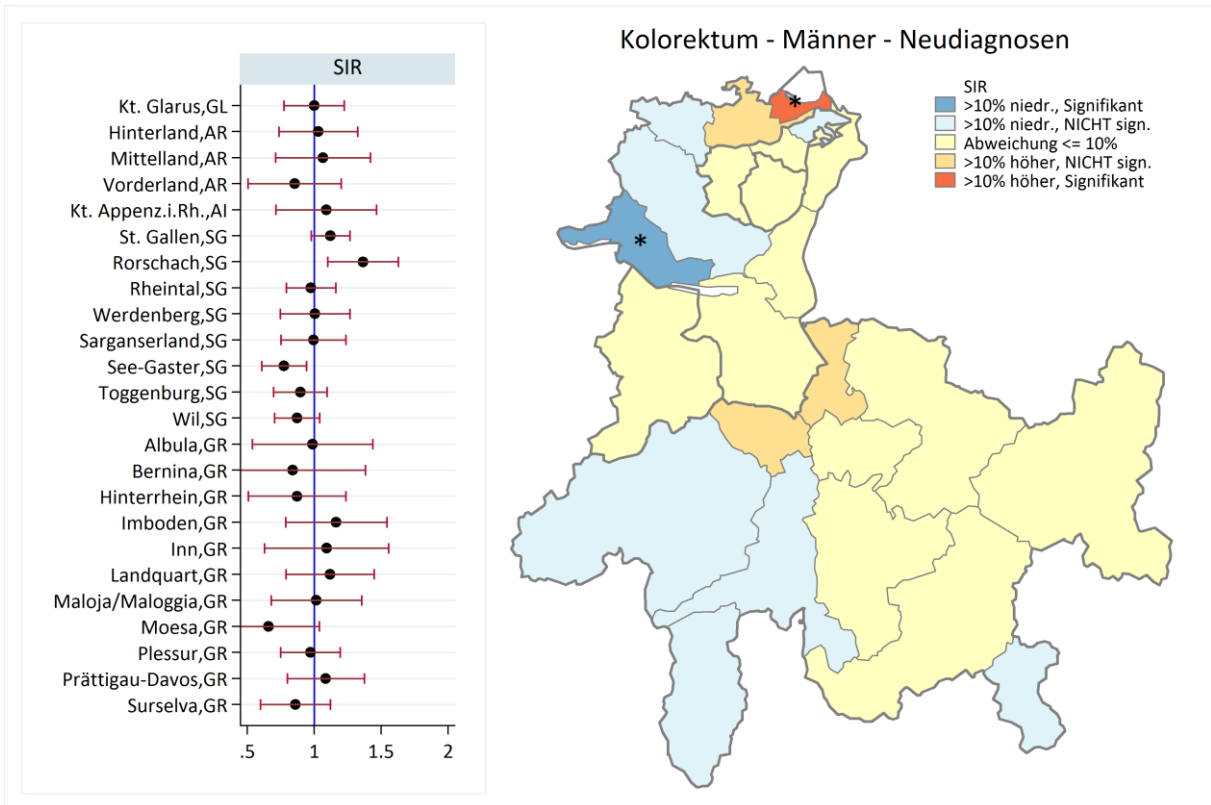 Kolorektum - Männer - Neudiagnosen
SIR
Kt. Glarus,GL
Hinterland,AR
Mittelland,AR
Vorderland,AR
Kt. Appenz.i.Rh.,AI
St. Gallen,SG
Rorschach,SG
Rheintal,SG
Werdenberg,SG
Sarganserland,SG
See-Gaster,SG
Toggenburg,SG
Wil,SG
Albula,GR
Bernina,GR
Hinterrhein,GR
Imboden,GR
Inn,GR
Landquart,GR
Maloja/Maloggia,GR
Moesa,GR
Plessur,GR
Prättigau-Davos,GR
Surselva,GR
.5 1 1.5 2
SIR
>10% niedr., Signifikant
>10% niedr., NICHT sign.
Abweichung <= 10%
>10% höher, NICHT sign.
>10% höher, Signifikant
*
*